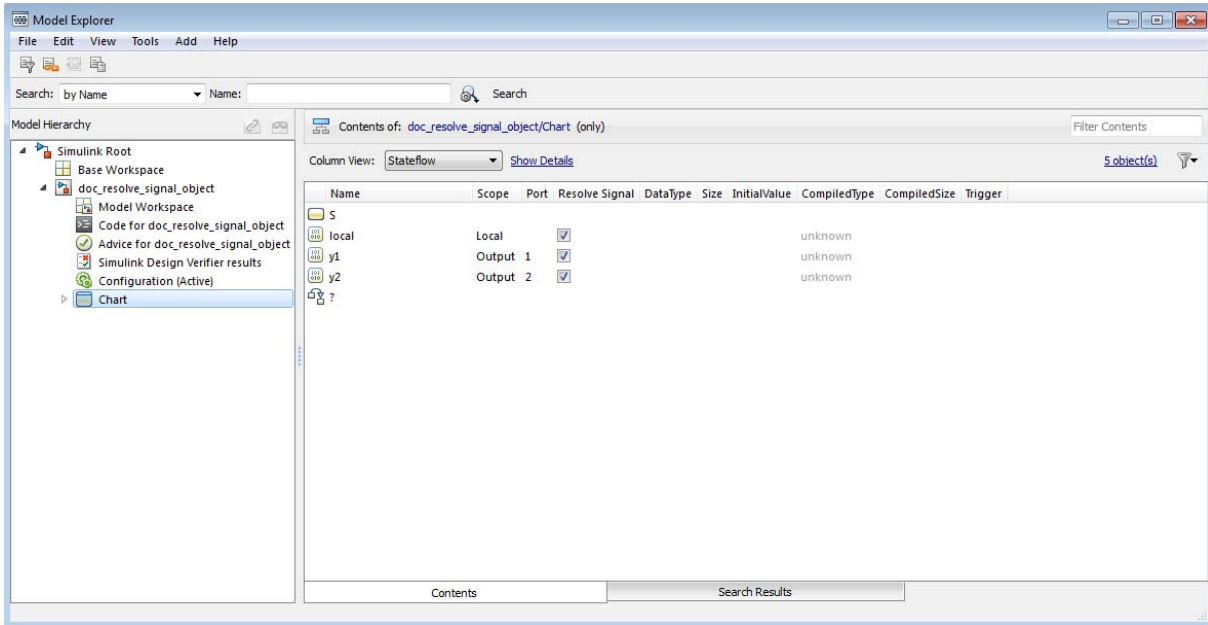 Model Explorer
File Edit View Tools Add Help
Search: by Name Name: Search
Model Hierarchy
Simulink Root
Base Workspace
doc_resolve_signal_object
Model Workspace
Code for doc_resolve_signal_object
Advice for doc_resolve_signal_object
Simulink Design Verifier results
Configuration (Active)
Chart
Contents of: doc_resolve_signal_object/Chart (only) Filter Contents
Column View: Stateflow Show Details 5 object(s)
Name Scope Port Resolve Signal DataType Size InitialValue CompiledType CompiledSize Trigger
S
local Local unknown
y1 Output 1 unknown
y2 Output 2 unknown
?
Contents Search Results